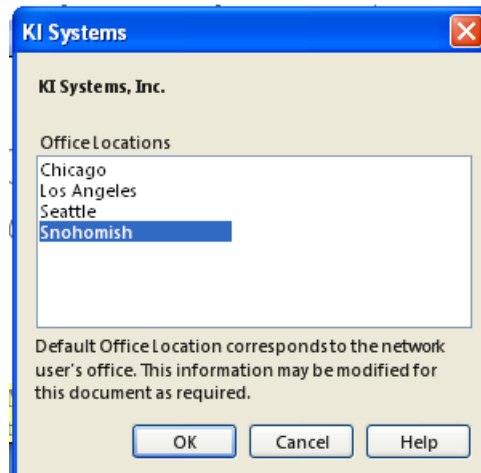 KI Systems
KI Systems, Inc.
Office Locations
Chicago
Los Angeles
Seattle
Snohomish
Default Office Location corresponds to the network
user's office. This information may be modified for
this document as required.
OK Cancel Help